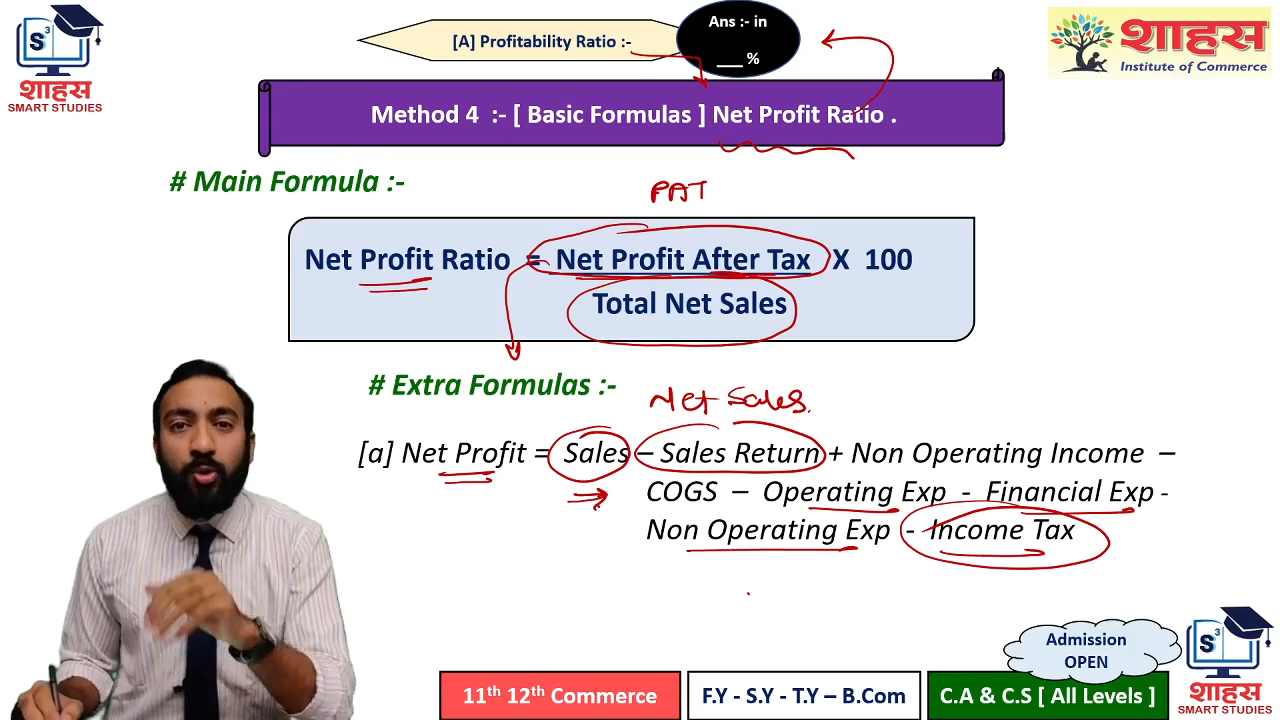 S³
शाहस
SMART STUDIES
[A] Profitability Ratio :-
Ans :- in
___ %
शाहस
Institute of Commerce
Method 4 :- [ Basic Formulas ] Net Profit Ratio .
# Main Formula :-
PAT
Net Profit Ratio = Net Profit After Tax X 100
Total Net Sales
# Extra Formulas :-
Net Sales.
[a] Net Profit = Sales – Sales Return + Non Operating Income –
COGS – Operating Exp - Financial Exp -
Non Operating Exp - Income Tax
Admission
OPEN
11th 12th Commerce
F.Y - S.Y - T.Y – B.Com
C.A & C.S [ All Levels ]
S³
शाहस
SMART STUDIES